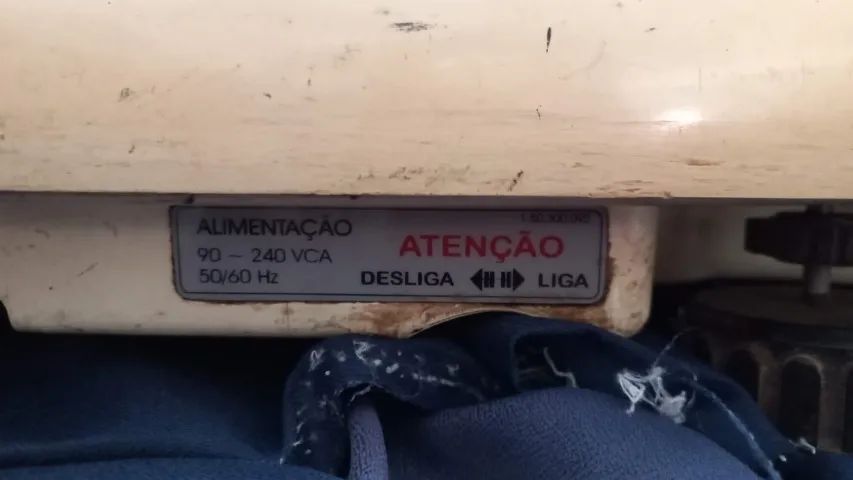 ALIMENTAÇÃO
90 ~ 240 VCA
50/60 Hz
ATENÇÃO
DESLIGA LIGA